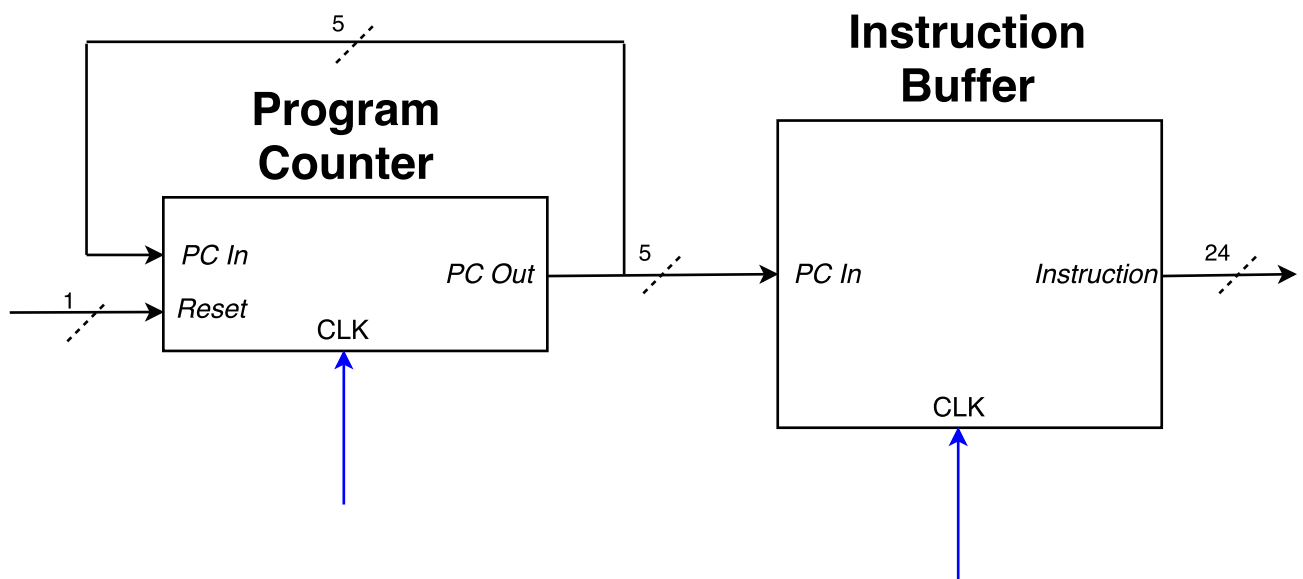 5
Instruction
Buffer
Program
Counter
PC In
PC Out
5
PC In
Instruction
24
1
Reset
CLK
CLK